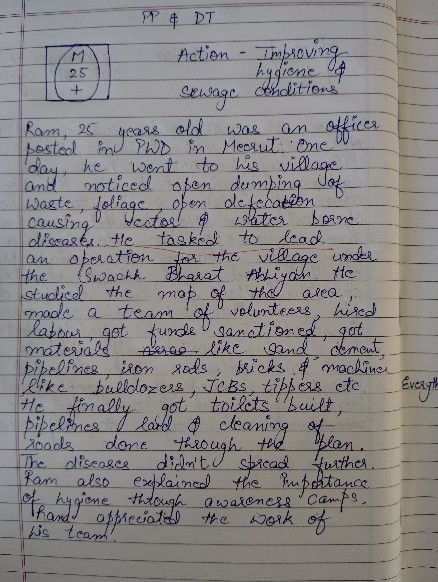 PP & DT
M
25
+
Action - Improving
hygiene &
sewage conditions
Ram, 25 years old was an officer
posted in PWD in Meerut. One
day, he went to his village
and noticed open dumping of
waste, foliage, open defecation
causing vector & water borne
diseases. He tasked to lead
an operation for the village under
the Swachh Bharat Abhiyan. He
studied the map of the area,
made a team of volunteers, hired
labour got funds sanctioned, got
materials like sand, cement,
pipelines iron rods, bricks & machines
like bulldozers, JCBs, tippers etc
He finally got toilets built,
pipelines laid & cleaning of
roads done through the plan.
The diseases didn't spread further.
Ram also explained the importance
of hygiene through awareness camps.
appreciated the work of
his team.